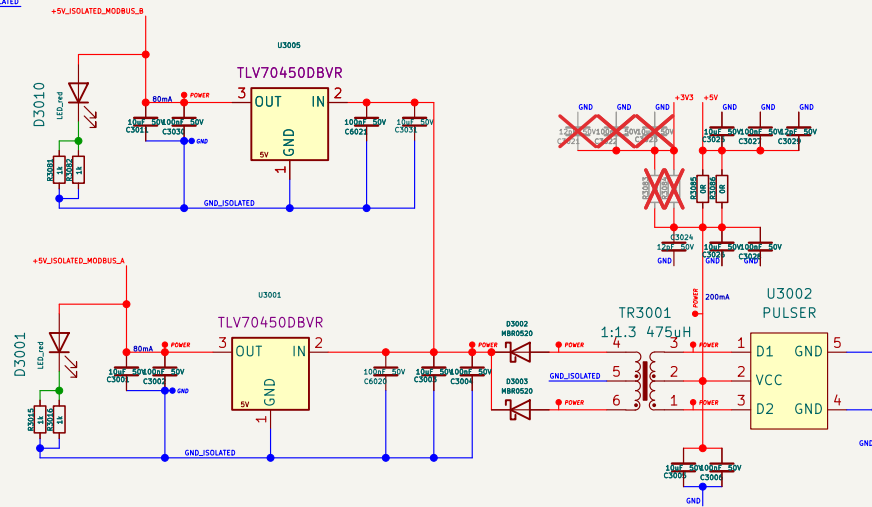 +5V_ISOLATED_MODBUS_B
U3005
TLV70450DBVR
D3010
LED_red
80mA
POWER
3
OUT
IN
2
GND
5V
1
10uF 50V
C3011
100nF 50V
C3030
GND
100nF 50V
C6021
10uF 50V
C3031
R3081
1k
R3082
1k
GND_ISOLATED
+5V_ISOLATED_MODBUS_A
U3001
TLV70450DBVR
D3001
LED_red
80mA
POWER
3
OUT
IN
2
GND
5V
1
10uF 50V
C3001
100nF 50V
C3002
GND
100nF 50V
C6020
10uF 50V
C3003
100nF 50V
C3004
POWER
R3015
1k
R3016
1k
GND_ISOLATED
D3002
MBR0520
D3003
MBR0520
POWER
GND_ISOLATED
POWER
TR3001
1:1.3 475µH
4
5
6
3
2
1
POWER
POWER
+3V3
+5V
GND
GND
GND
GND
GND
GND
10uF 50V
100nF 50V
C3027
12nF 50V
C3029
R3085
0R
R3086
0R
C3024
12nF 50V
GND
10uF 50V
GND
100nF 50V
GND
POWER
200mA
U3002
PULSER
1
D1
GND
5
2
VCC
3
D2
GND
4
10uF 50V
C3005
100nF 50V
C3006
GND
GND